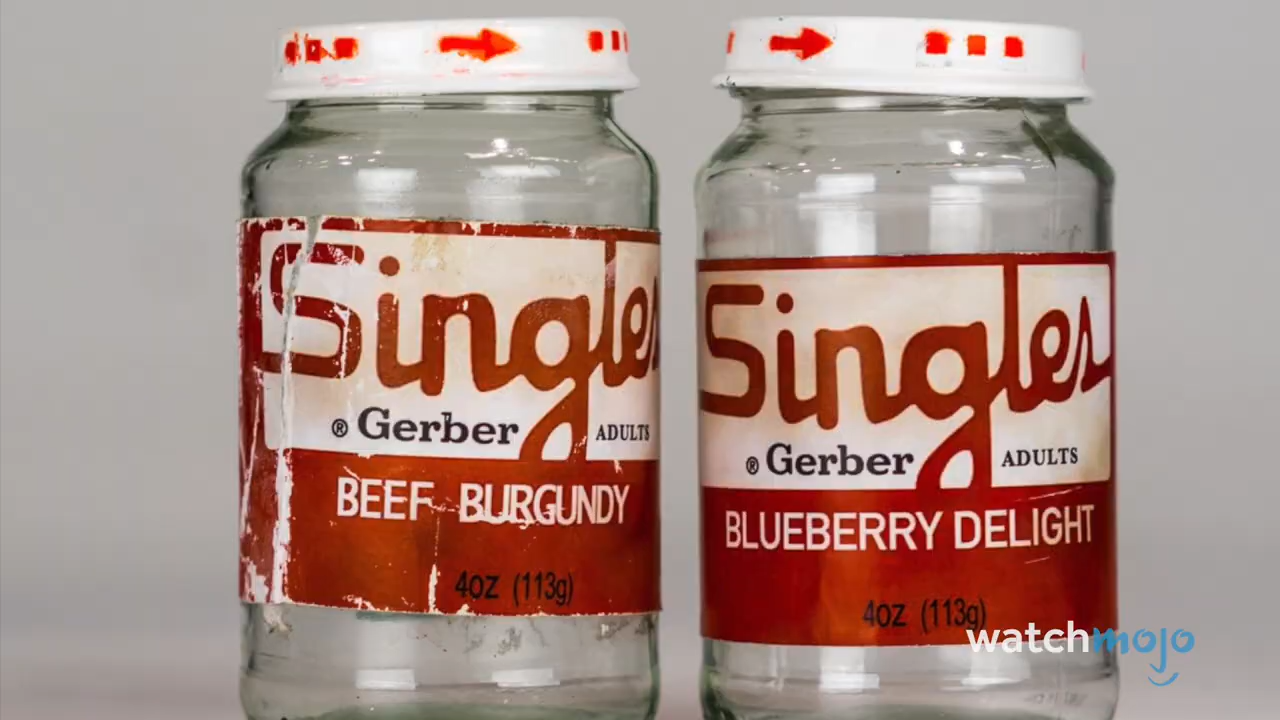 Singles
® Gerber ADULTS
BEEF BURGUNDY
4oz (113g)
Singles
® Gerber ADULTS
BLUEBERRY DELIGHT
4oz (113g)
watchmojo